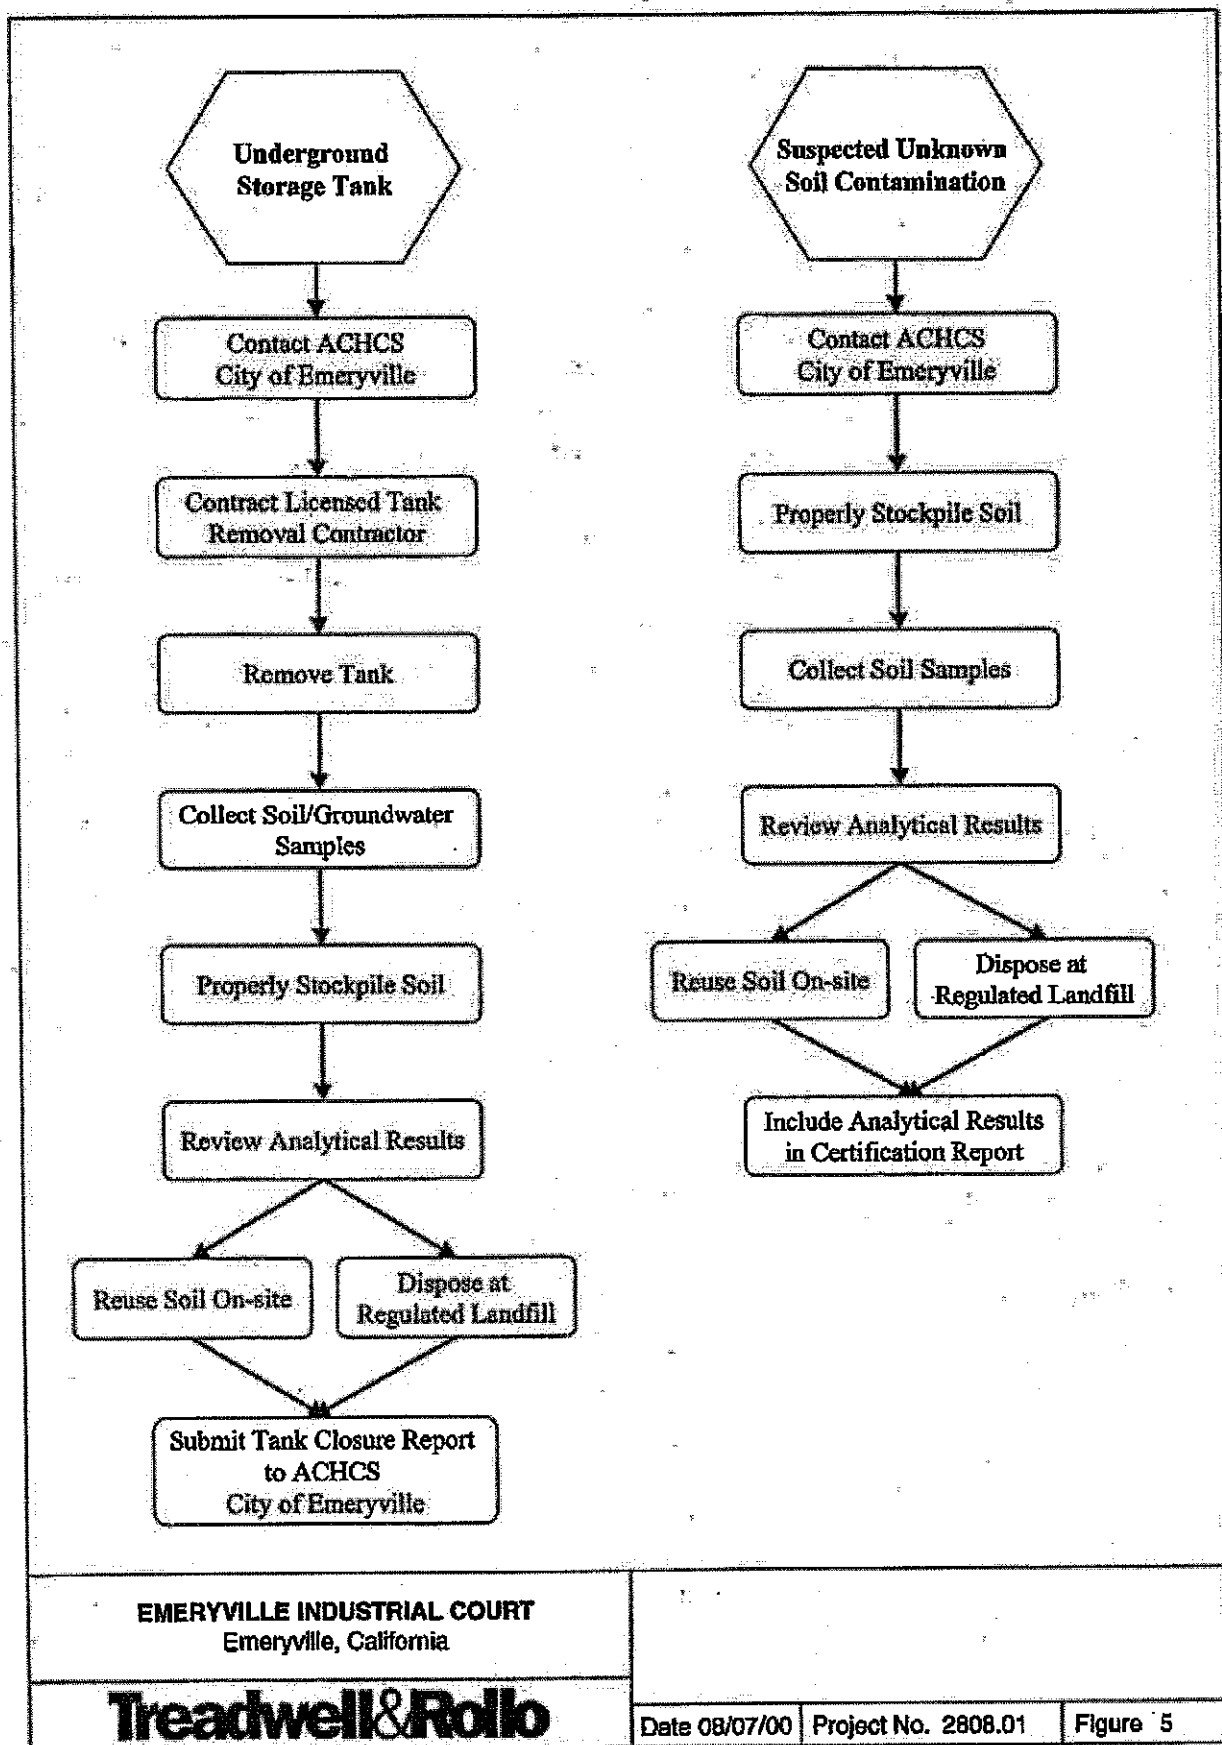 Underground
Storage Tank
Contact ACHCS
City of Emeryville
Contract Licensed Tank
Removal Contractor
Remove Tank
Collect Soil/Groundwater
Samples
Properly Stockpile Soil
Review Analytical Results
Reuse Soil On-site
Dispose at
Regulated Landfill
Submit Tank Closure Report
to ACHCS
City of Emeryville
Suspected Unknown
Soil Contamination
Contact ACHCS
City of Emeryville
Properly Stockpile Soil
Collect Soil Samples
Review Analytical Results
Reuse Soil On-site
Dispose at
Regulated Landfill
Include Analytical Results
in Certification Report
EMERYVILLE INDUSTRIAL COURT
Emeryville, California
Treadwell&Rollo
Date 08/07/00 Project No. 2808.01 Figure 5